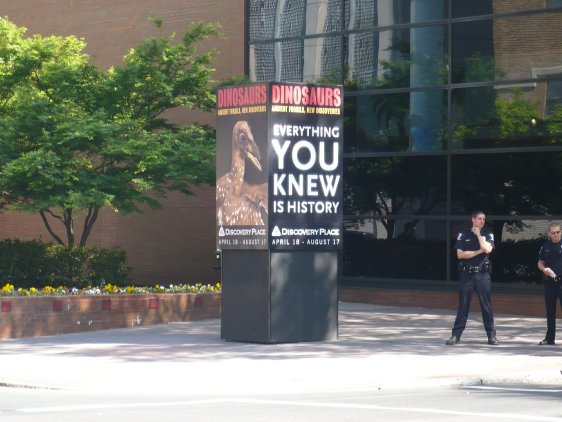 DINOSAURS
ANCIENT FOSSILS, NEW DISCOVERIES
DISCOVERY PLACE
APRIL 18 - AUGUST 17
DINOSAURS
ANCIENT FOSSILS, NEW DISCOVERIES
EVERYTHING
YOU
KNEW
IS HISTORY
DISCOVERY PLACE
APRIL 18 - AUGUST 17